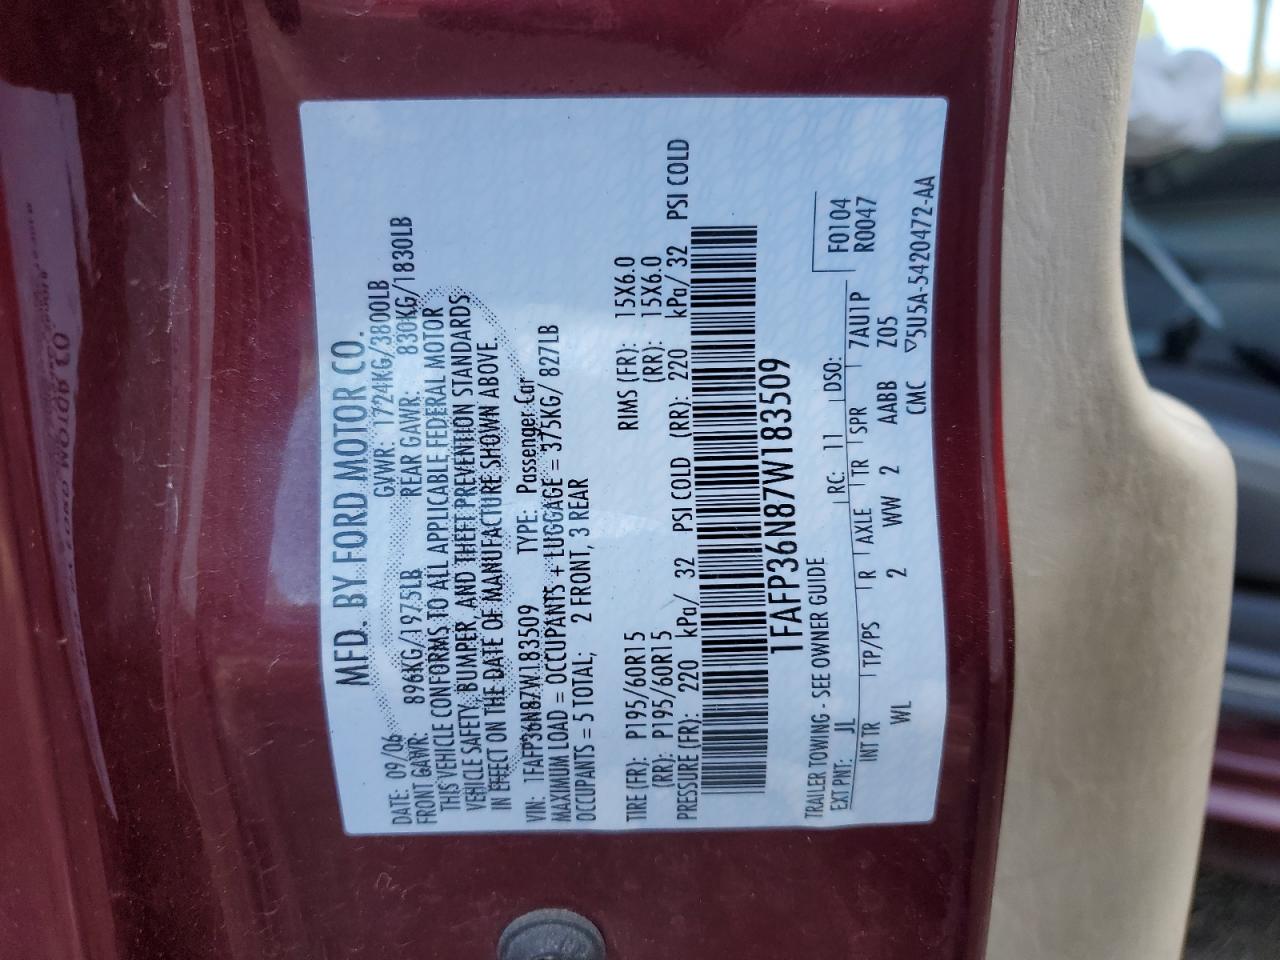 MFD. BY FORD MOTOR CO.
DATE: 09/06 GVWR: 1724KG/3800LB
FRONT GAWR: 896KG/1975LB REAR GAWR: 830KG/1830LB
THIS VEHICLE CONFORMS TO ALL APPLICABLE FEDERAL MOTOR
VEHICLE SAFETY, BUMPER, AND THEFT PREVENTION STANDARDS
IN EFFECT ON THE DATE OF MANUFACTURE SHOWN ABOVE.
VIN: 1FAFP36N87W183509 TYPE: Passenger Car
MAXIMUM LOAD = OCCUPANTS + LUGGAGE = 375KG/ 827LB
OCCUPANTS = 5 TOTAL; 2 FRONT, 3 REAR
TIRE (FR): P195/60R15 RIMS (FR): 15X6.0
(RR): P195/60R15 (RR): 15X6.0
PRESSURE (FR): 220 kPa/ 32 PSI COLD (RR): 220 kPa/ 32 PSI COLD
1FAFP36N87W183509
TRAILER TOWING - SEE OWNER GUIDE
F0104
R0047
EXT PNT: JL RC: 11 DSO:
INT TR TP/PS R AXLE TR SPR 7AU1P
WL 2 WW 2 AABB Z05
CMC ▽5U5A-5420472-AA